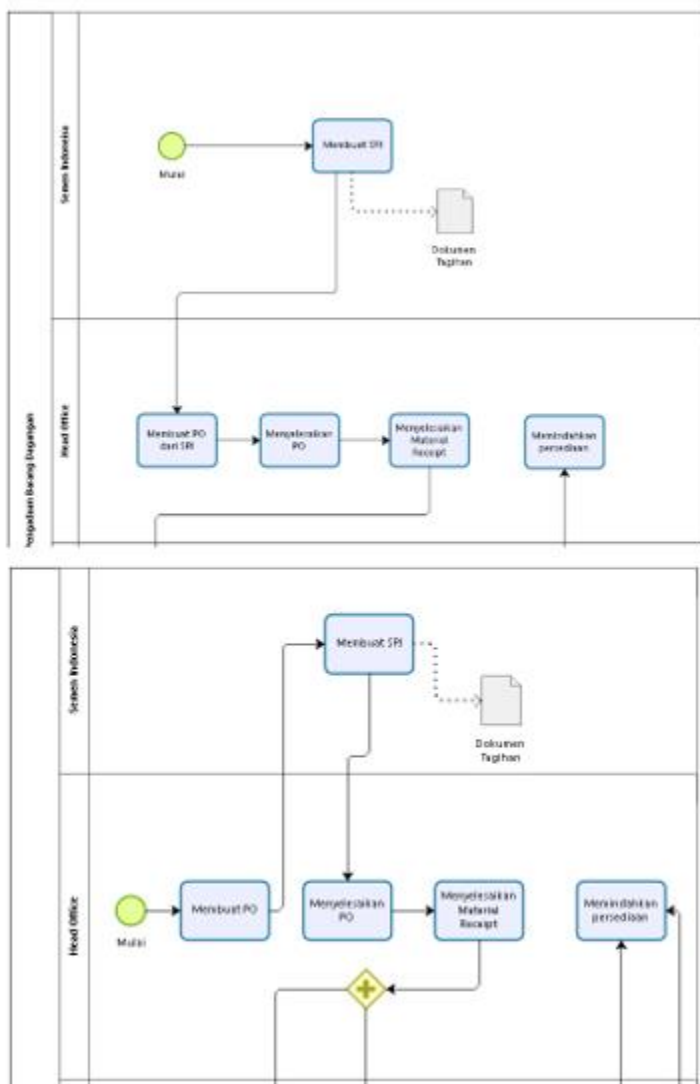 Semen Indonesia
Mulai
Membuat SPJ
Dokumen
Tagihan
Pengadaan Barang Dagangan
Head Office
Membuat PO
dari SPJ
Menyelesaikan
PO
Menyelesaikan
Material
Receipt
Memindahkan
persediaan
Semen Indonesia
Membuat SPJ
Dokumen
Tagihan
Head Office
Mulai
Membuat PO
Menyelesaikan
PO
Menyelesaikan
Material
Receipt
Memindahkan
persediaan